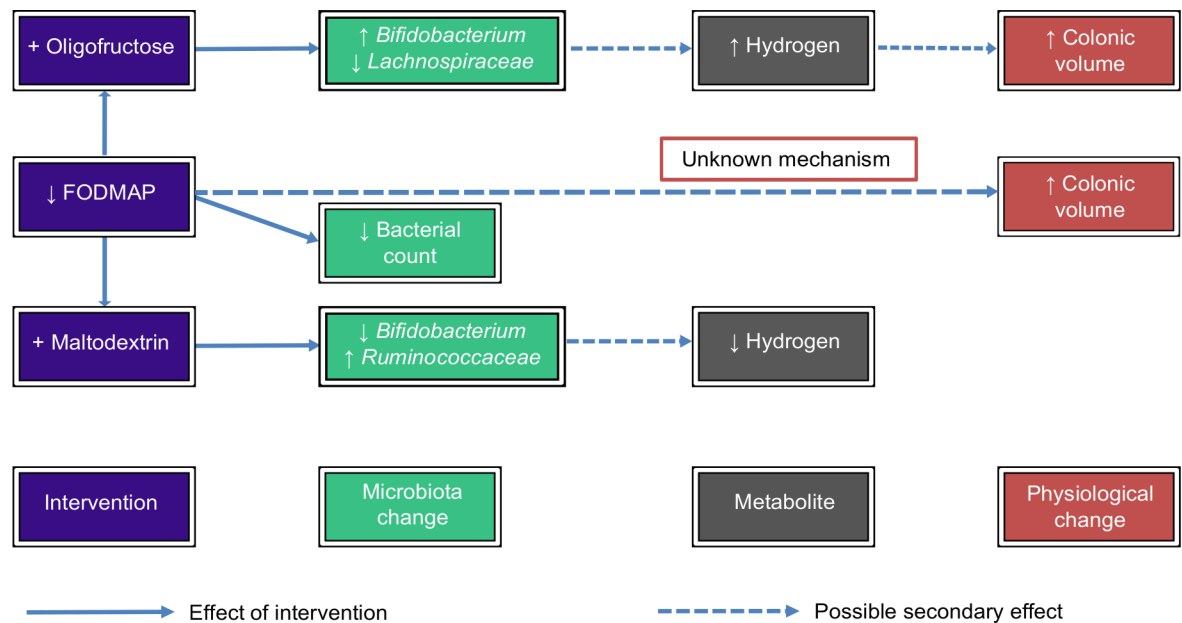 + Oligofructose
↑ Bifidobacterium
↓ Lachnospiraceae
↑ Hydrogen
↑ Colonic
volume
Unknown mechanism
↓ FODMAP
↑ Colonic
volume
↓ Bacterial
count
+ Maltodextrin
↓ Bifidobacterium
↑ Ruminococcaceae
↓ Hydrogen
Intervention
Microbiota
change
Metabolite
Physiological
change
Effect of intervention
Possible secondary effect